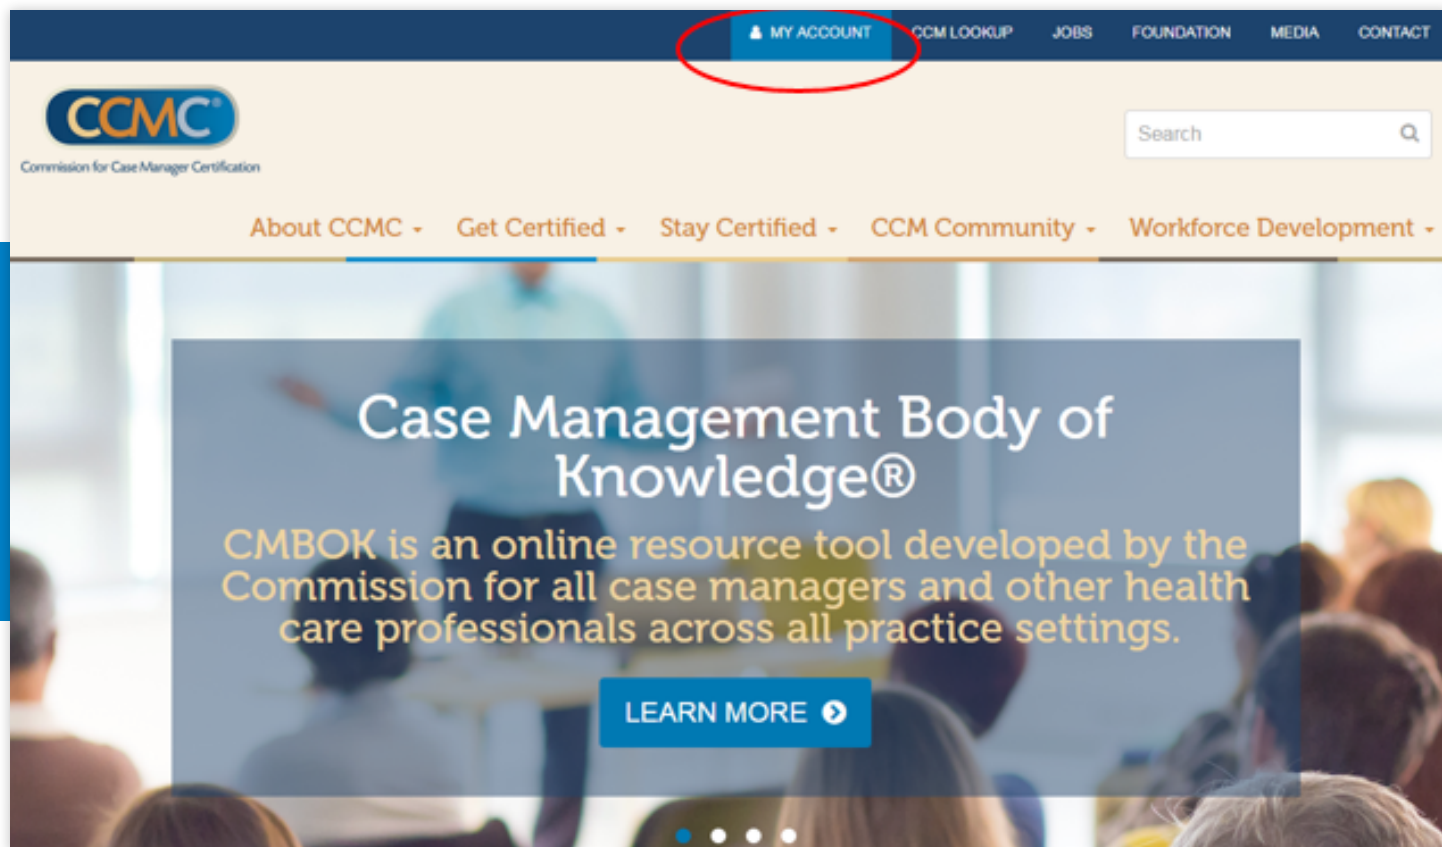 MY ACCOUNT CCM LOOKUP JOBS FOUNDATION MEDIA CONTACT
CCMC®
Commission for Case Manager Certification
Search
About CCMC Get Certified Stay Certified CCM Community Workforce Development
Case Management Body of
Knowledge®
CMBOK is an online resource tool developed by the
Commission for all case managers and other health
care professionals across all practice settings.
LEARN MORE